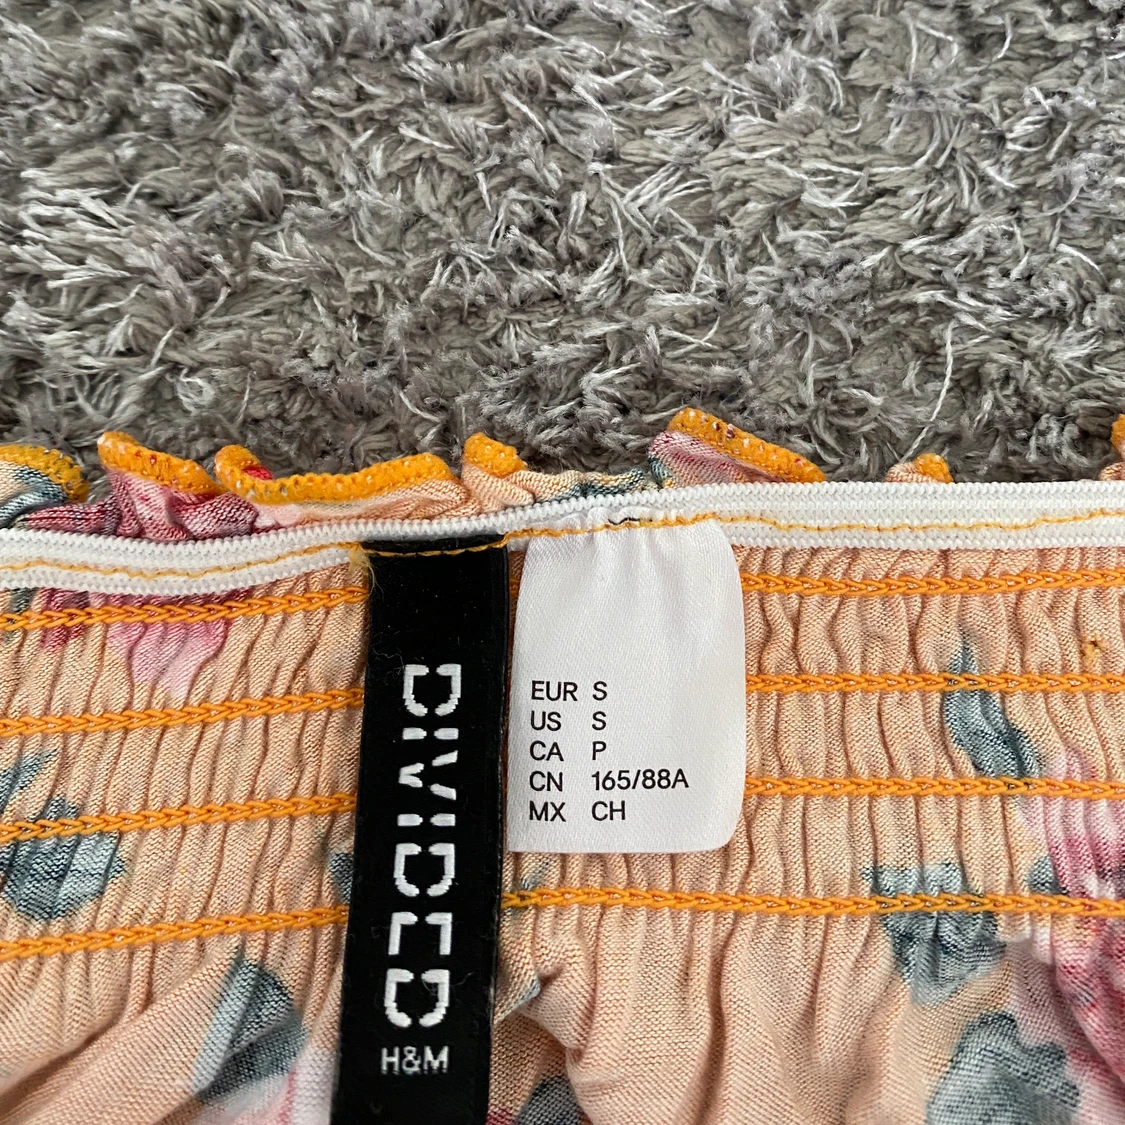 DIVIDED
H&M
EUR S
US S
CA P
CN 165/88A
MX CH